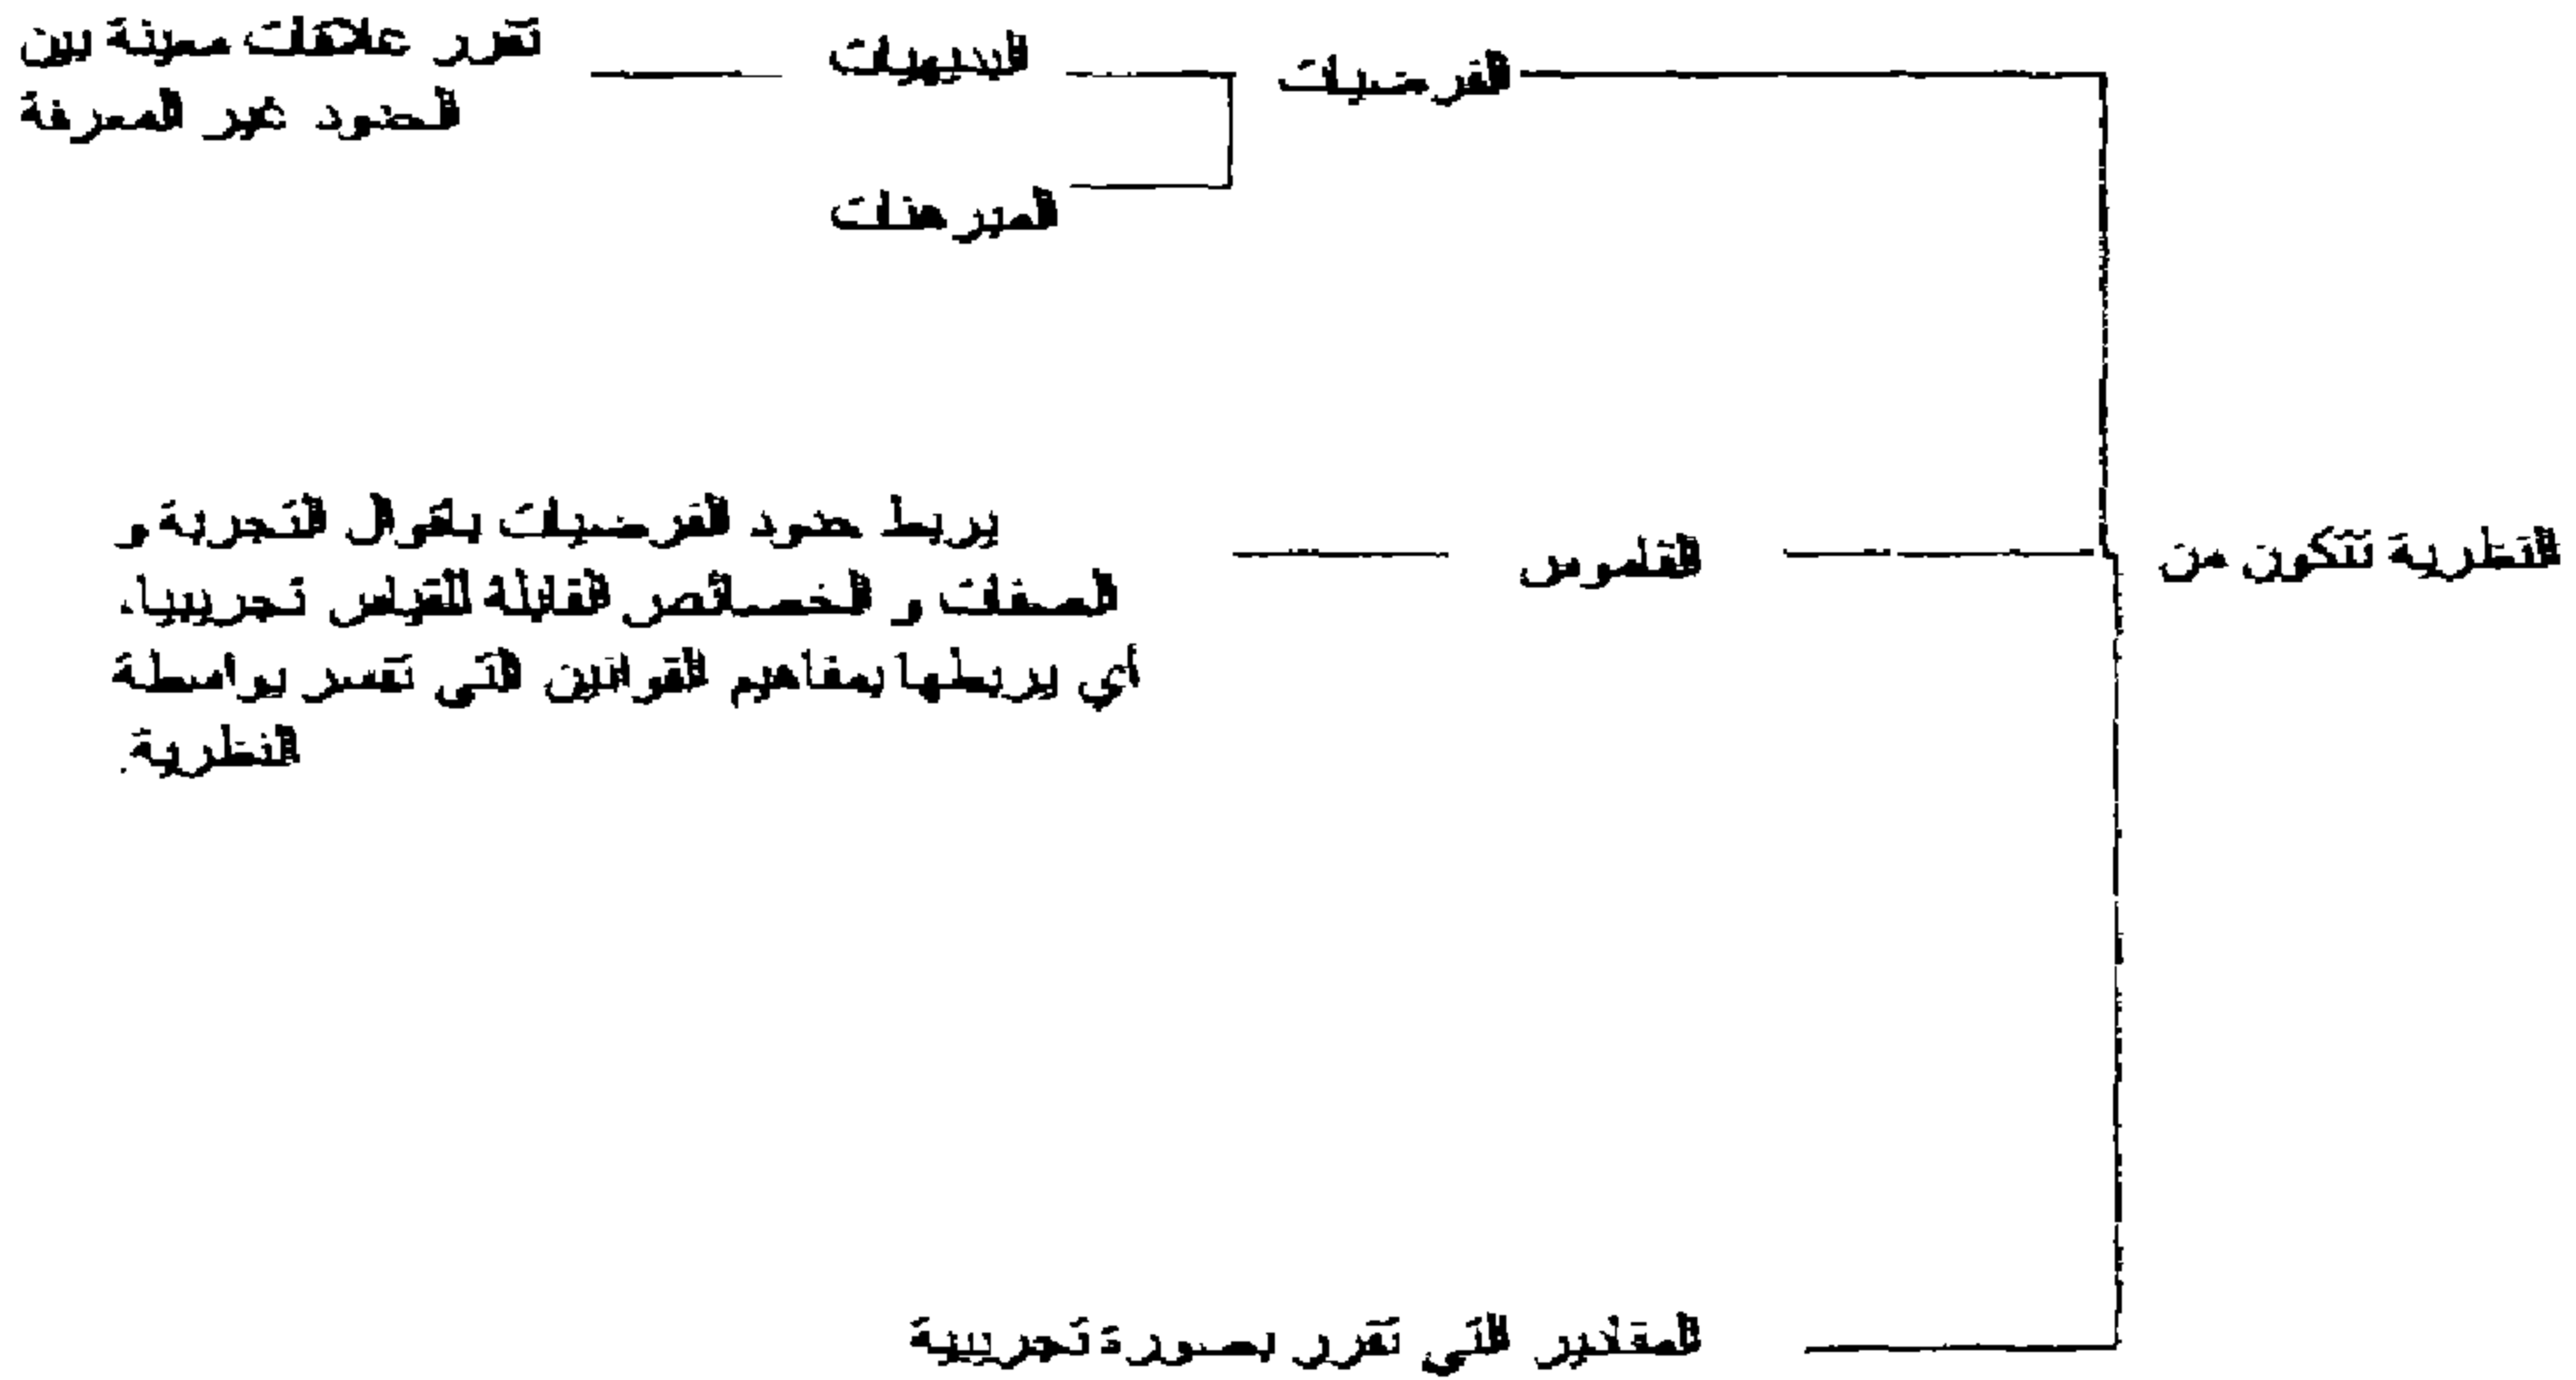 النظرية تتكون من
الفرضيات
البديهيات
تقرر علاقات معينة بين
الحدود غير المعرفة
المبرهنات
القاموس
يربط حدود الفرضيات بأقوال التجربة و
الصفات و الخصائص القابلة للقياس تجريبيا،
أي يربطها بمفاهيم القوانين التي تفسر بواسطة
النظرية.
المقادير التي تقرر بصورة تجريبية